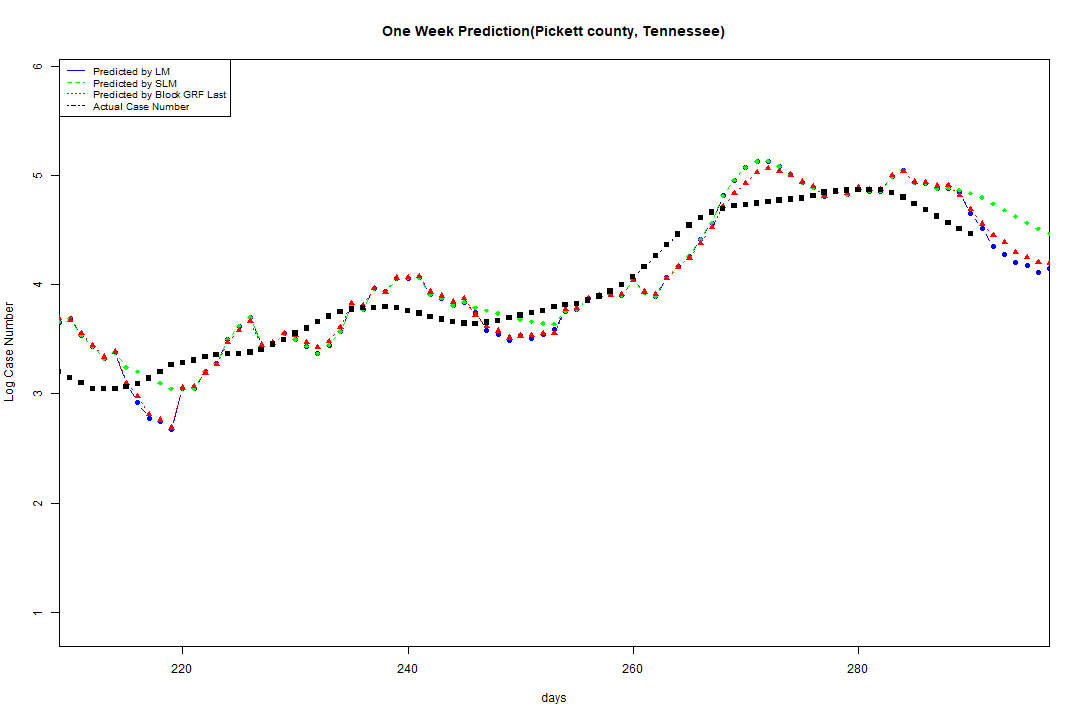 One Week Prediction(Pickett county, Tennessee)
Predicted by LM
Predicted by SLM
Predicted by Block GRF Last
Actual Case Number
6
5
4
3
2
1
Log Case Number
220 240 260 280
days